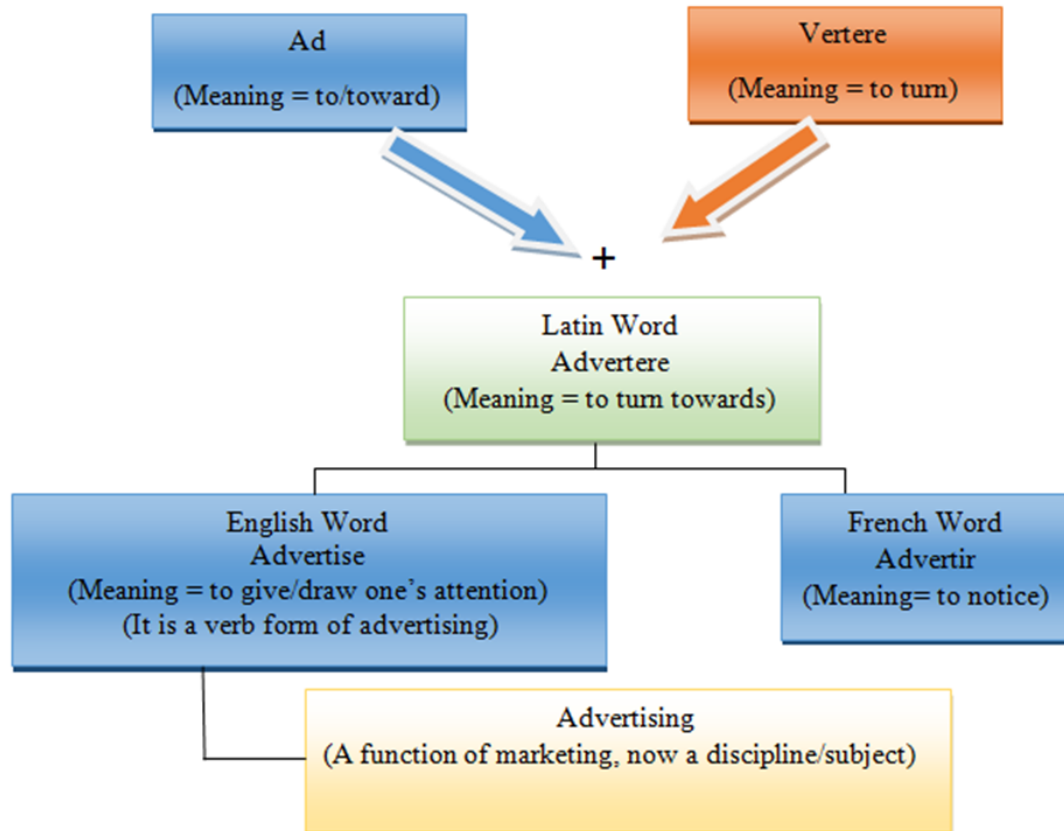 Ad
(Meaning = to/toward)
Vertere
(Meaning = to turn)
+
Latin Word
Advertere
(Meaning = to turn towards)
English Word
Advertise
(Meaning = to give/draw one’s attention)
(It is a verb form of advertising)
French Word
Advertir
(Meaning= to notice)
Advertising
(A function of marketing, now a discipline/subject)